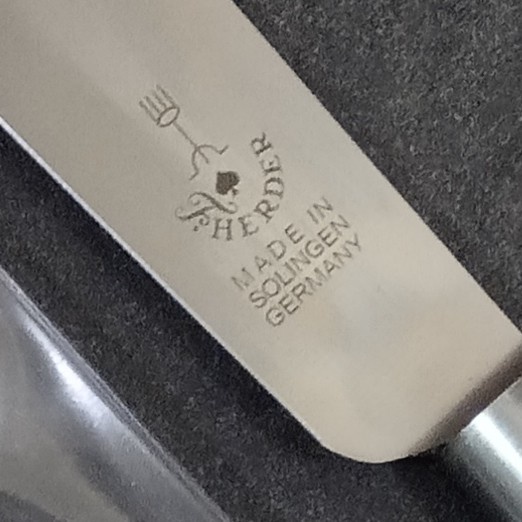 F. HERDER
MADE IN
SOLINGEN
GERMANY